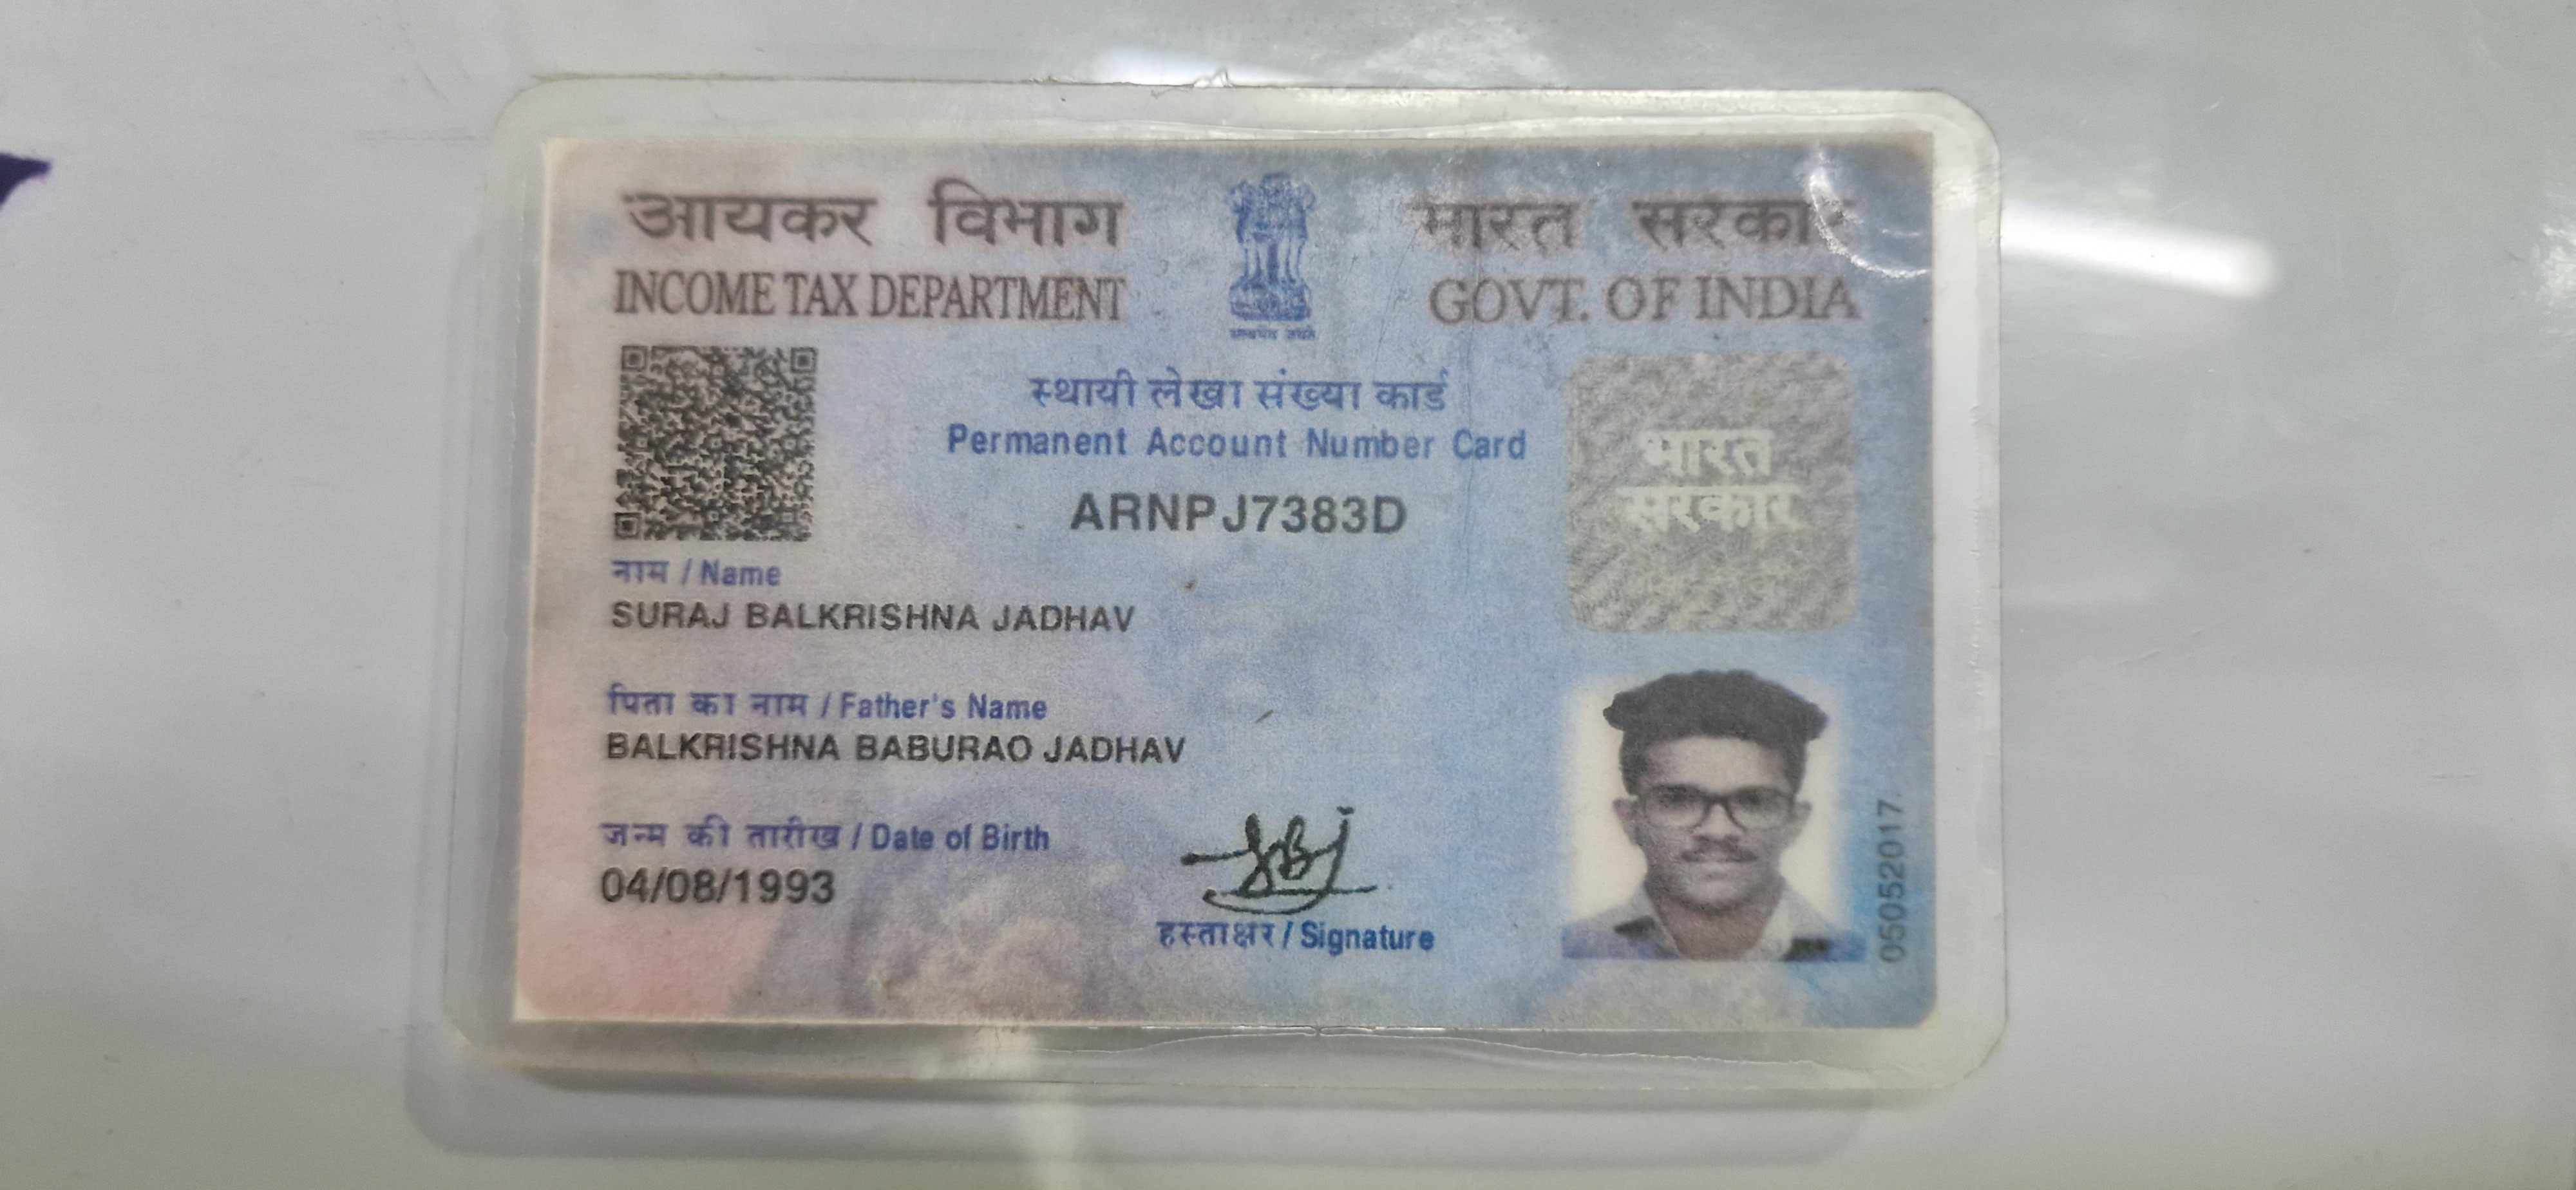 आयकर विभाग
INCOME TAX DEPARTMENT
भारत सरकार
GOVT. OF INDIA
स्थायी लेखा संख्या कार्ड
Permanent Account Number Card
ARNPJ7383D
भारत
सरकार
नाम / Name
SURAJ BALKRISHNA JADHAV
पिता का नाम / Father's Name
BALKRISHNA BABURAO JADHAV
जन्म की तारीख / Date of Birth
04/08/1993
हस्ताक्षर / Signature
05052017